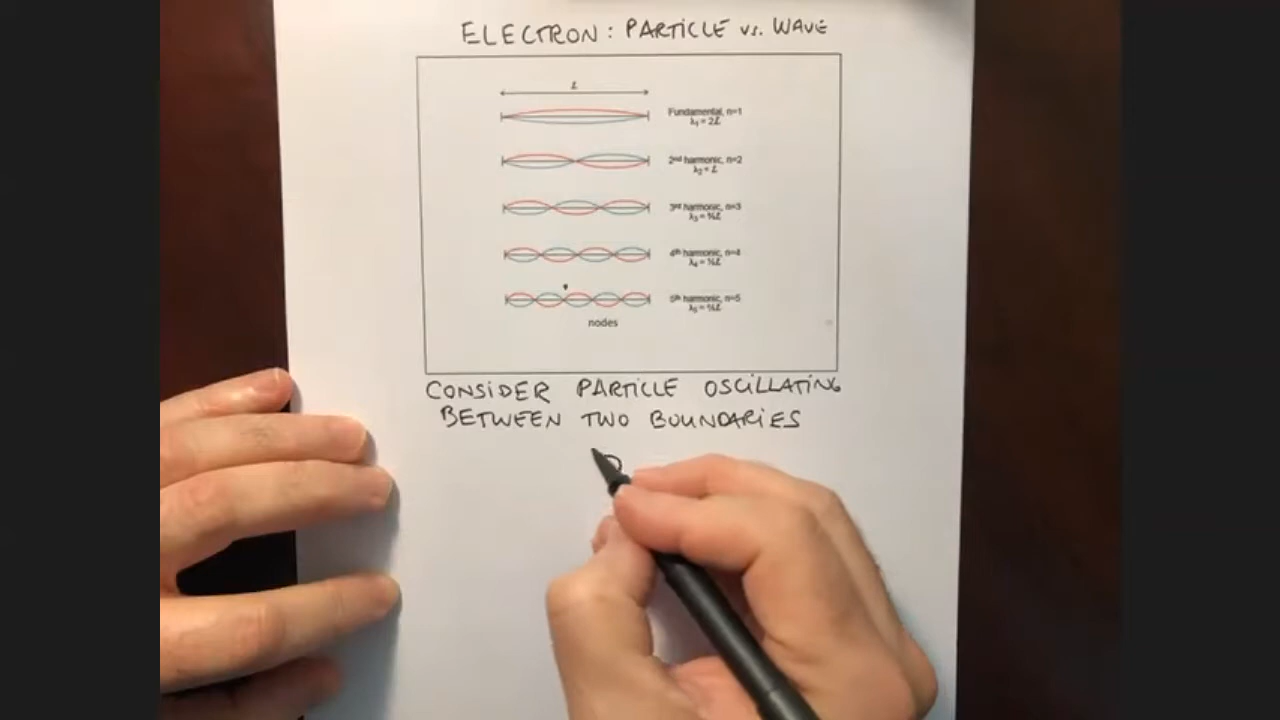 ELECTRON: PARTICLE vs. WAVE
ℓ
Fundamental, n=1
λ₁ = 2ℓ
2nd harmonic, n=2
λ₂ = ℓ
3rd harmonic, n=3
4th harmonic, n=4
5th harmonic, n=5
nodes
CONSIDER PARTICLE OSCILLATING
BETWEEN TWO BOUNDARIES